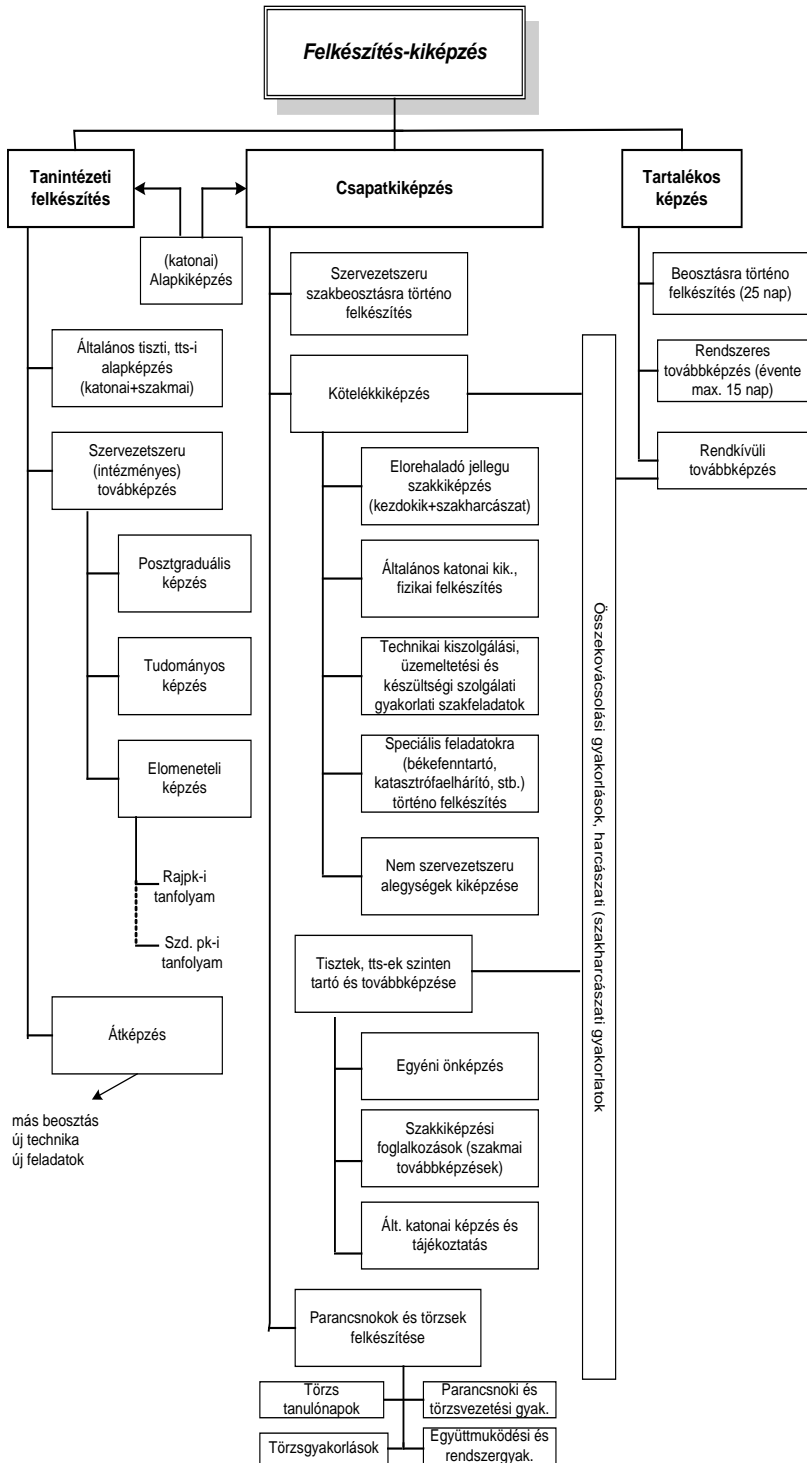 Felkészítés-kiképzés
Tanintézeti
felkészítés
Csapatkiképzés
Tartalékos
képzés
(katonai)
Alapkiképzés
Általános tiszti, tts-i
alapképzés
(katonai+szakmai)
Szervezetszeru
(intézményes)
továbképzés
Posztgraduális
képzés
Tudományos
képzés
Elomeneteli
képzés
Rajpk-i
tanfolyam
Szd. pk-i
tanfolyam
Átképzés
más beosztás
új technika
új feladatok
Szervezetszeru
szakbeosztásra történo
felkészítés
Kötelékkiképzés
Elorehaladó jellegu
szakkiképzés
(kezdokik+szakharcászat)
Általános katonai kik.,
fizikai felkészítés
Technikai kiszolgálási,
üzemeltetési és
készültségi szolgálati
gyakorlati szakfeladatok
Speciális feladatokra
(békefenntartó,
katasztrófaelhárító, stb.)
történo felkészítés
Nem szervezetszeru
alegységek kiképzése
Tisztek, tts-ek szinten
tartó és továbbképzése
Egyéni önképzés
Szakkiképzési
foglalkozások (szakmai
továbbképzések)
Ált. katonai képzés és
tájékoztatás
Parancsnokok és törzsek
felkészítése
Törzs
tanulónapok
Parancsnoki és
törzsvezetési gyak.
Törzsgyakorlások
Együttmuködési és
rendszergyak.
Összekovácsolási gyakorlások, harcászati (szakharcászati gyakorlatok
Beosztásra történo
felkészítés (25 nap)
Rendszeres
továbbképzés (évente
max. 15 nap)
Rendkívüli
továbbképzés